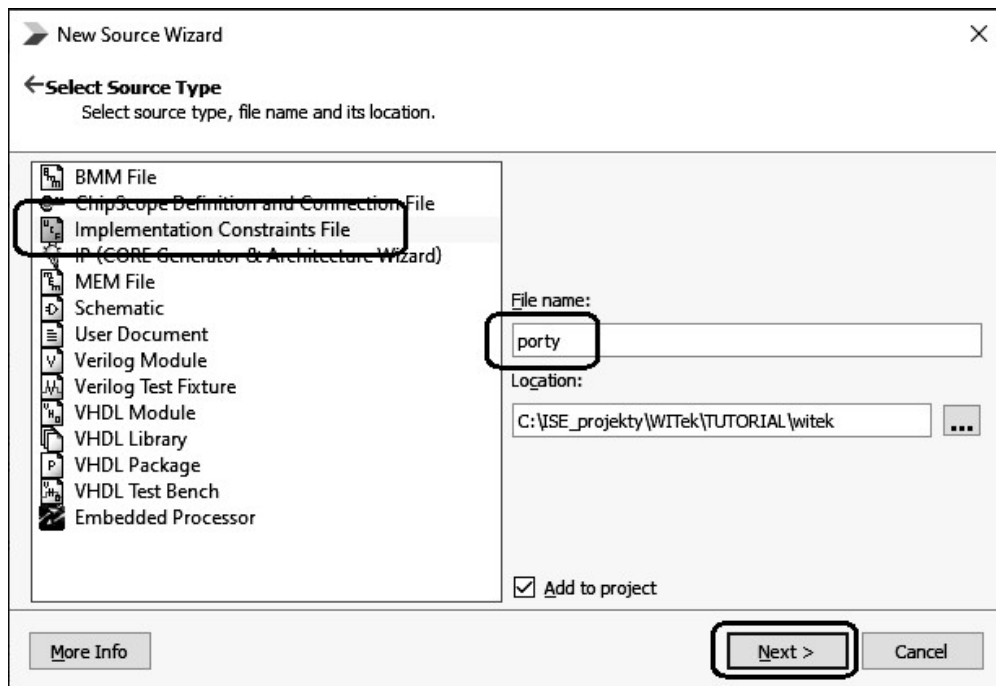 New Source Wizard
Select Source Type
Select source type, file name and its location.
BMM File
ChipScope Definition and Connection File
Implementation Constraints File
IP (CORE Generator & Architecture Wizard)
MEM File
Schematic
User Document
Verilog Module
Verilog Test Fixture
VHDL Module
VHDL Library
VHDL Package
VHDL Test Bench
Embedded Processor
File name:
porty
Location:
C:\ISE_projekty\WITek\TUTORIAL\witek
...
Add to project
More Info
Next >
Cancel